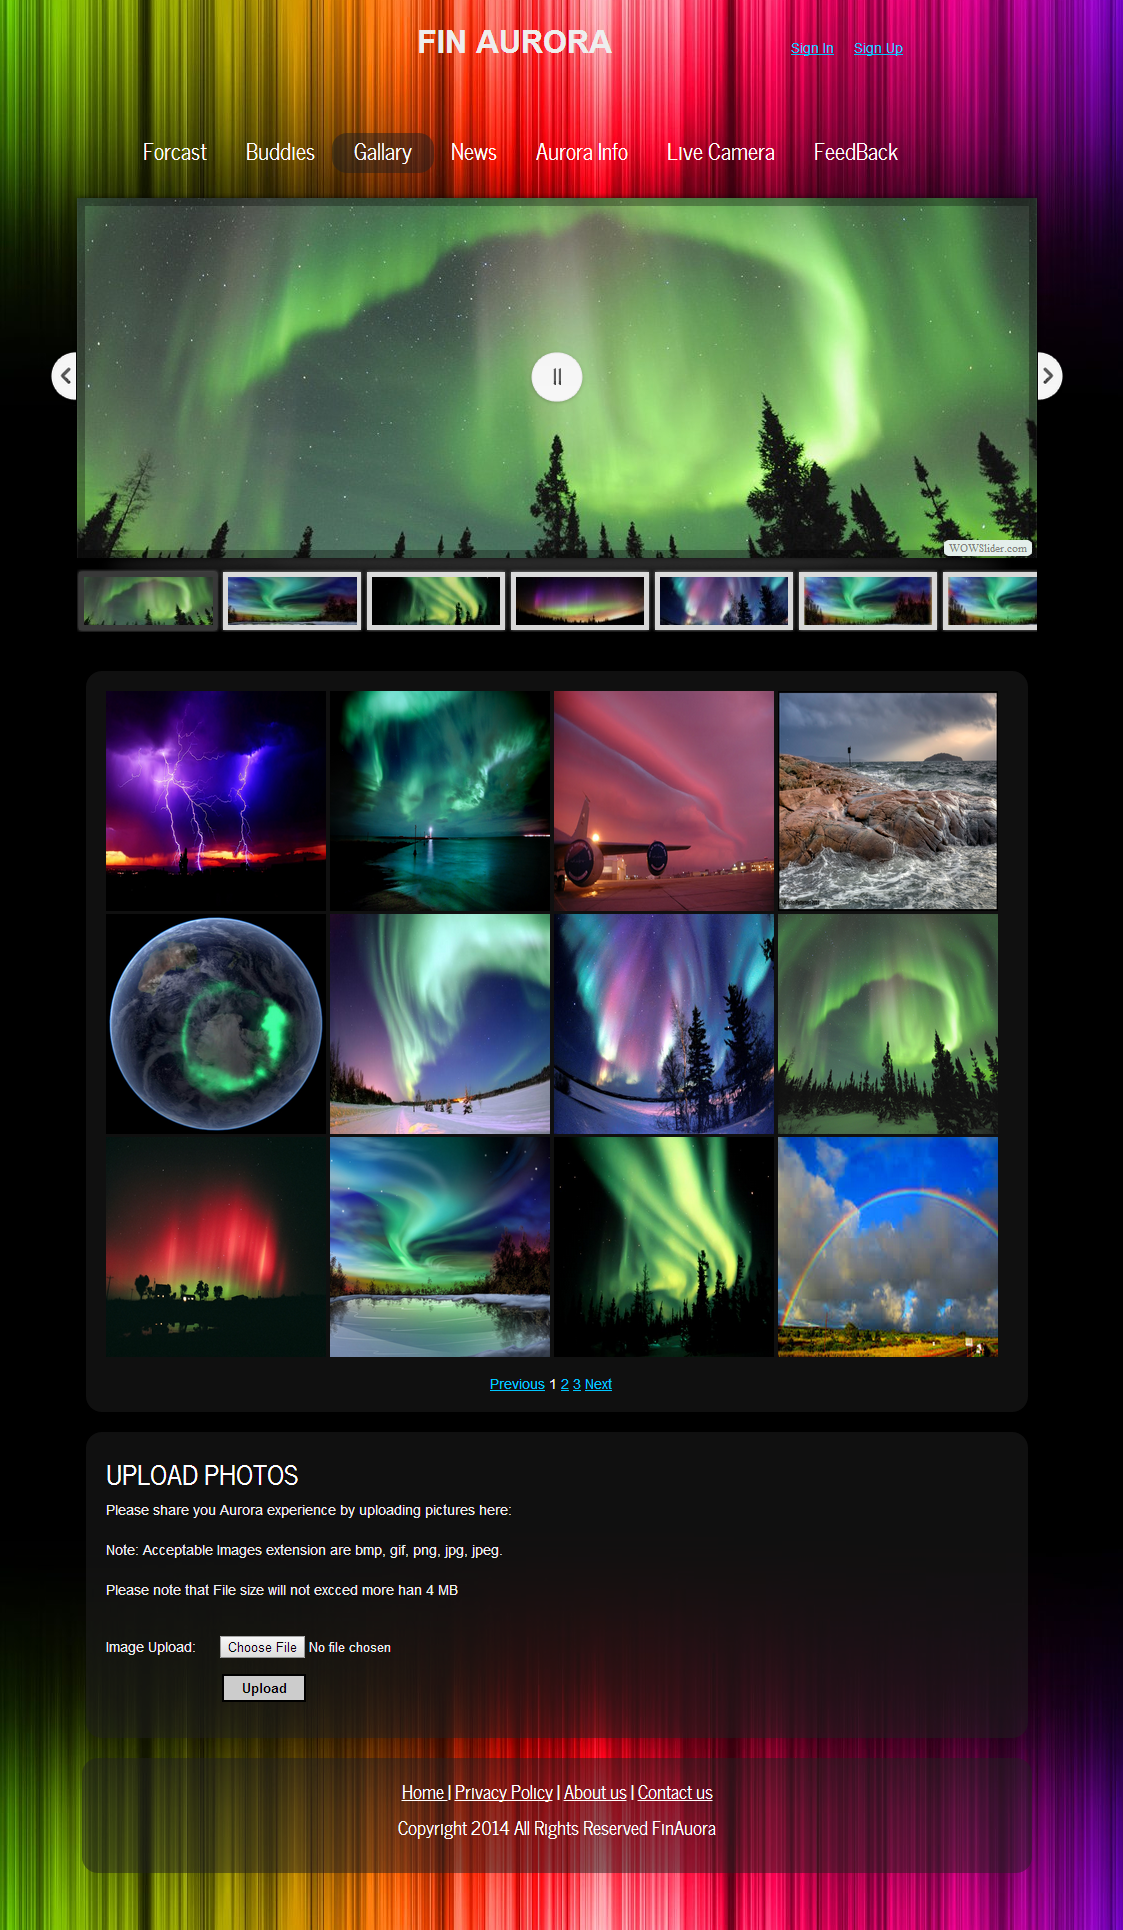 FIN AURORA
Sign In Sign Up
Forcast Buddies Gallary News Aurora Info Live Camera FeedBack
WOWSlider.com
Previous 1 2 3 Next
UPLOAD PHOTOS
Please share you Aurora experience by uploading pictures here:
Note: Acceptable Images extension are bmp, gif, png, jpg, jpeg.
Please note that File size will not excced more han 4 MB
Image Upload: Choose File No file chosen
Upload
Home | Privacy Policy | About us | Contact us
Copyright 2014 All Rights Reserved FinAuora